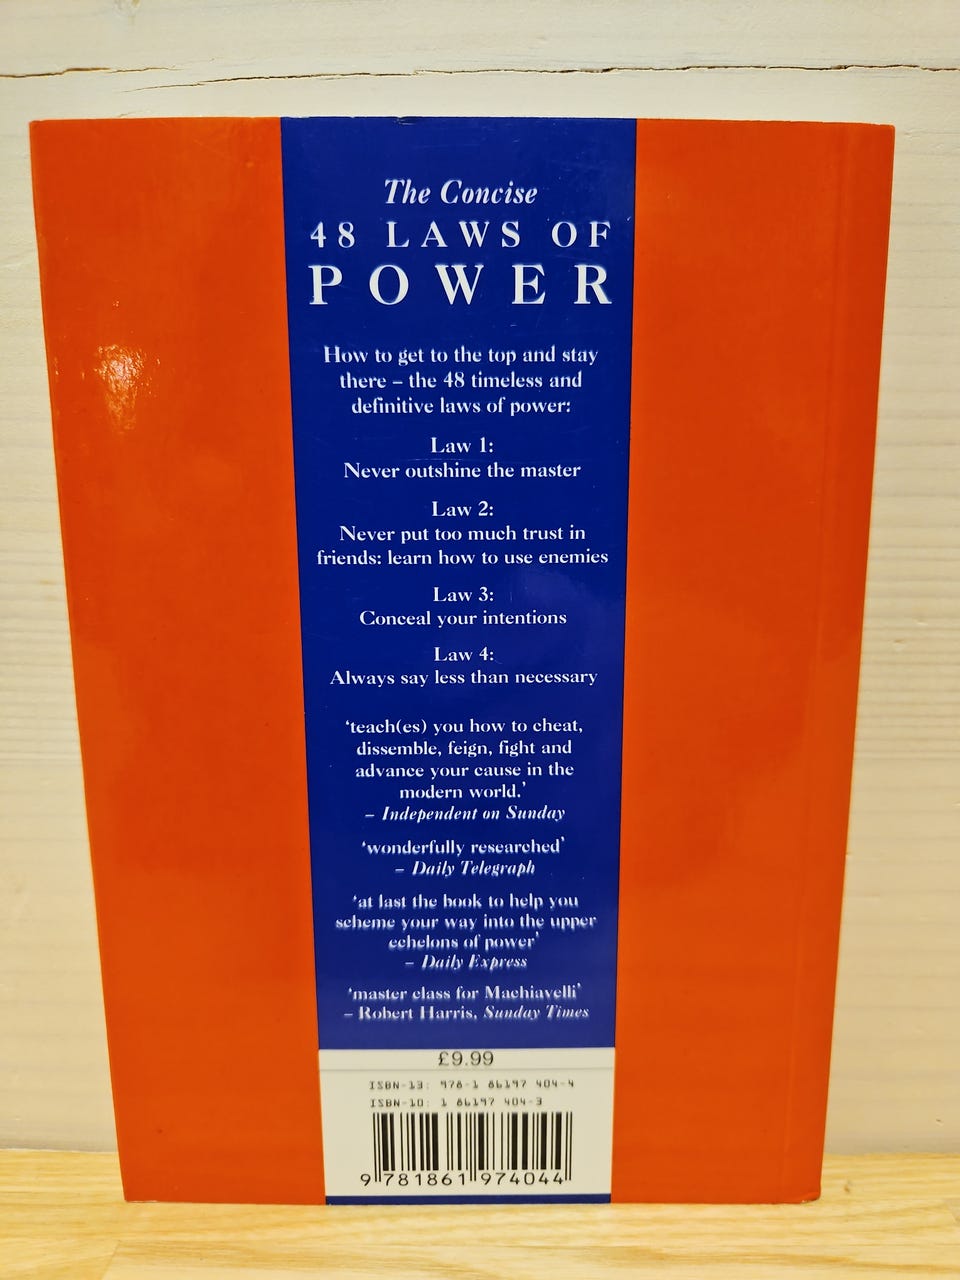 The Concise
48 LAWS OF
POWER
How to get to the top and stay
there – the 48 timeless and
definitive laws of power:
Law 1:
Never outshine the master
Law 2:
Never put too much trust in
friends: learn how to use enemies
Law 3:
Conceal your intentions
Law 4:
Always say less than necessary
‘teach(es) you how to cheat,
dissemble, feign, fight and
advance your cause in the
modern world.’
– Independent on Sunday
‘wonderfully researched’
– Daily Telegraph
‘at last the book to help you
scheme your way into the upper
echelons of power’
– Daily Express
‘master class for Machiavelli’
– Robert Harris, Sunday Times
£9.99
ISBN-13: 978-1 86197 404-4
ISBN-10: 1 86197 404-3
9 781861 974044